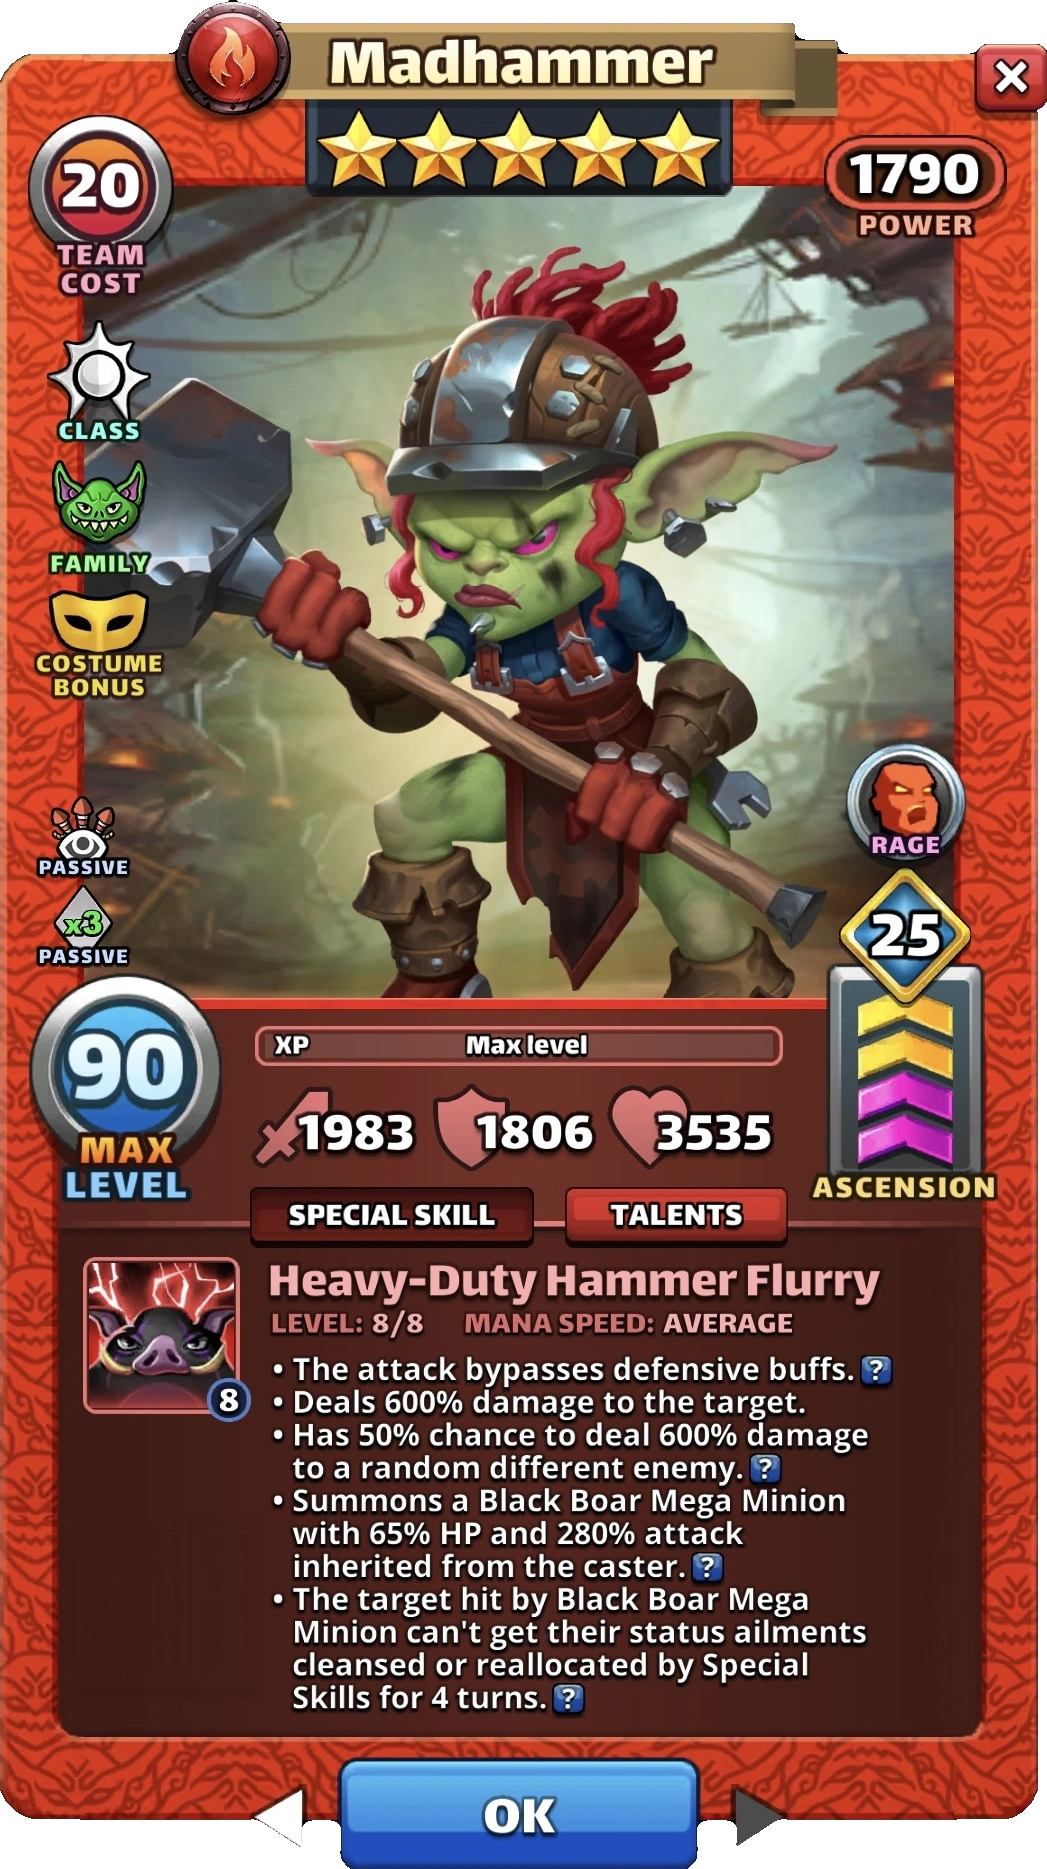 Madhammer
20
TEAM
COST
1790
POWER
CLASS
FAMILY
COSTUME
BONUS
PASSIVE
x3
PASSIVE
RAGE
25
90
MAX
LEVEL
XP Max level
1983 1806 3535
ASCENSION
SPECIAL SKILL TALENTS
8
Heavy-Duty Hammer Flurry
LEVEL: 8/8 MANA SPEED: AVERAGE
• The attack bypasses defensive buffs. ?
• Deals 600% damage to the target.
• Has 50% chance to deal 600% damage
to a random different enemy. ?
• Summons a Black Boar Mega Minion
with 65% HP and 280% attack
inherited from the caster. ?
• The target hit by Black Boar Mega
Minion can't get their status ailments
cleansed or reallocated by Special
Skills for 4 turns. ?
OK